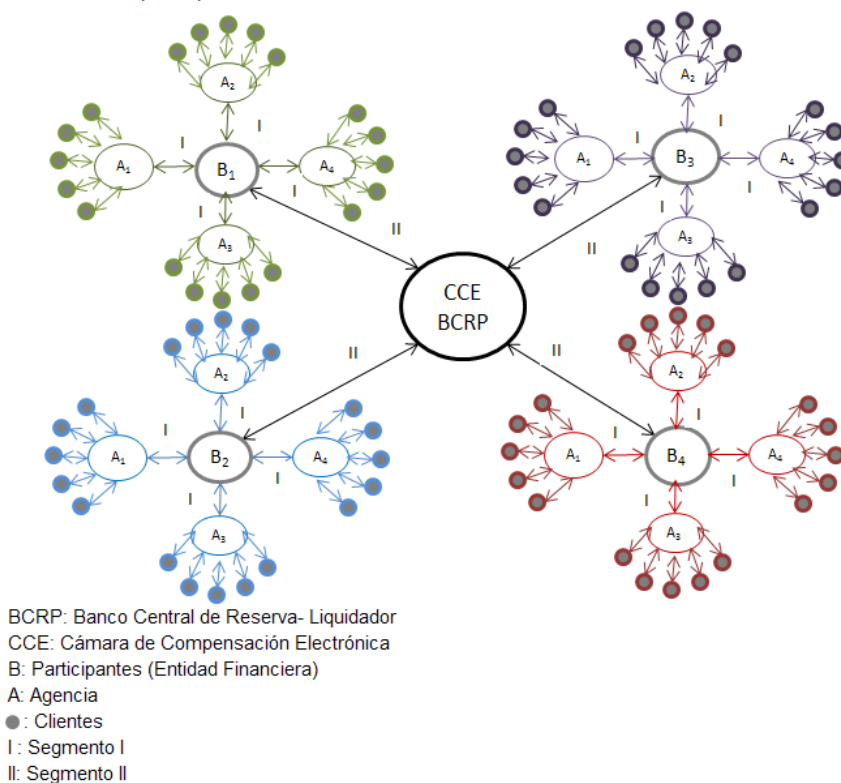 A₂
A₁
I
I
B₁
A₄
I
I
A₃
II
A₂
A₁
I
I
B₃
A₄
I
I
A₃
II
CCE
BCRP
A₂
A₁
I
I
B₂
A₄
I
I
A₃
II
A₂
A₁
I
I
B₄
A₄
I
I
A₃
II
BCRP: Banco Central de Reserva- Liquidador
CCE: Cámara de Compensación Electrónica
B: Participantes (Entidad Financiera)
A: Agencia
: Clientes
I : Segmento I
II: Segmento II